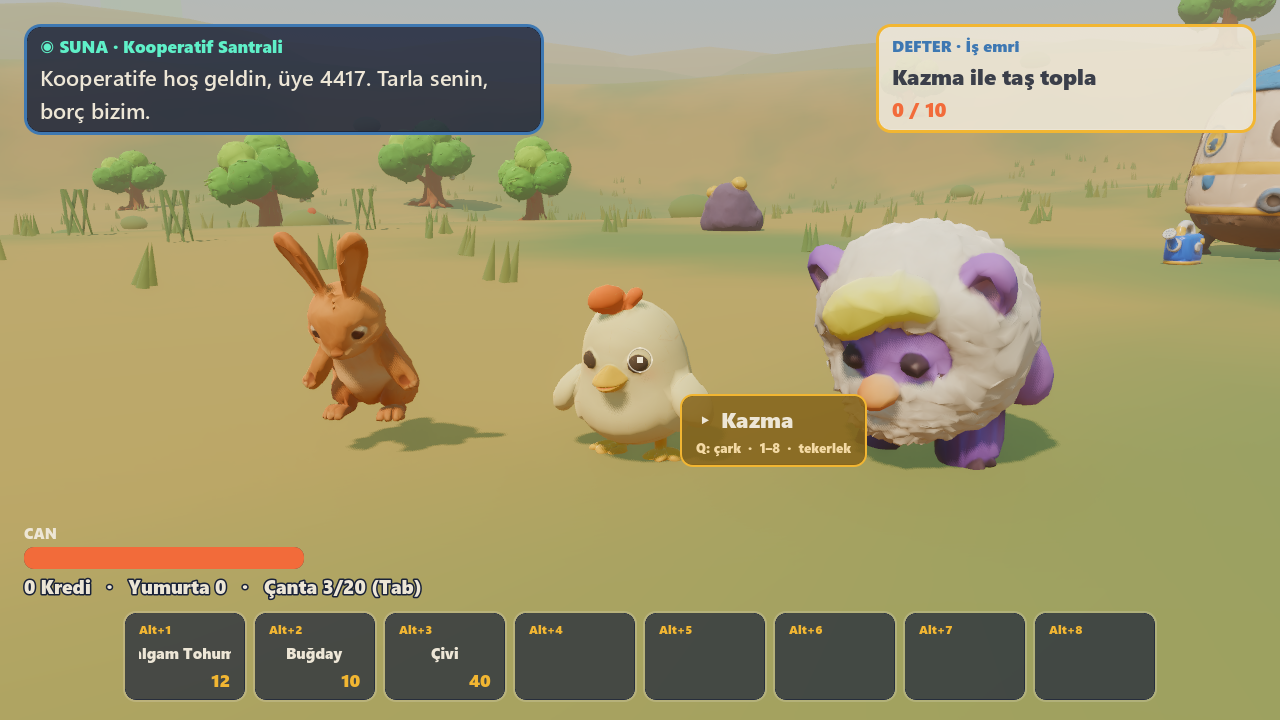 ◉ SUNA · Kooperatif Santrali
Kooperatife hoş geldin, üye 4417. Tarla senin,
borç bizim.
DEFTER · İş emri
Kazma ile taş topla
0 / 10
▸ Kazma
Q: çark · 1–8 · tekerlek
CAN
0 Kredi · Yumurta 0 · Çanta 3/20 (Tab)
Alt+1
Alt+2
Alt+3
Alt+4
Alt+5
Alt+6
Alt+7
Alt+8
Buğday
Çivi
12
10
40